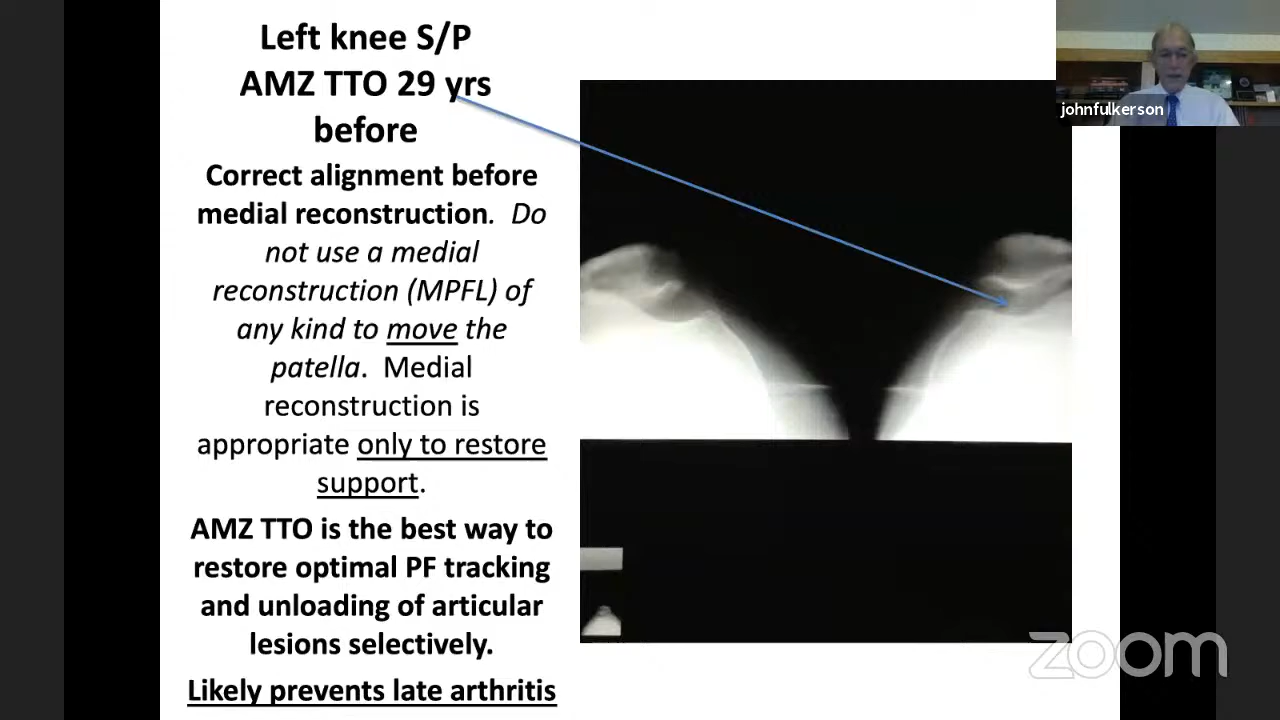 Left knee S/P
AMZ TTO 29 yrs
before
Correct alignment before
medial reconstruction. Do
not use a medial
reconstruction (MPFL) of
any kind to move the
patella. Medial
reconstruction is
appropriate only to restore
support.
AMZ TTO is the best way to
restore optimal PF tracking
and unloading of articular
lesions selectively.
Likely prevents late arthritis
johnfulkerson
zoom